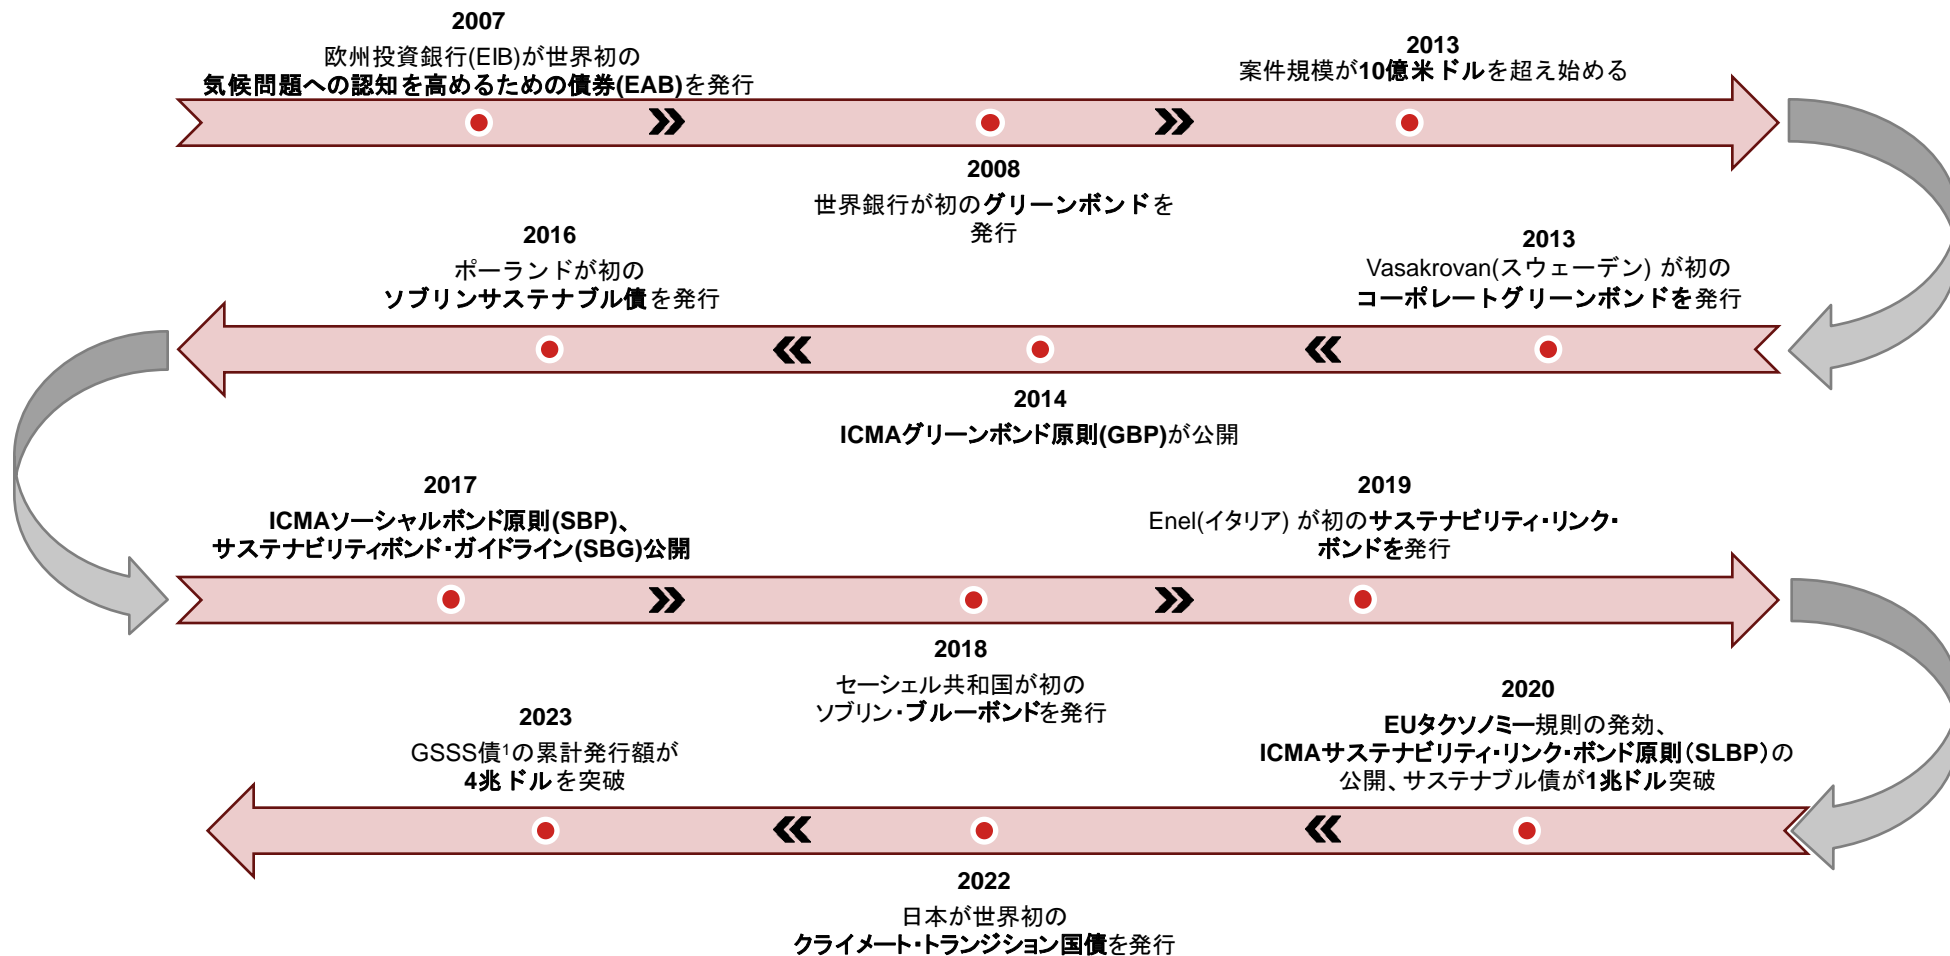 2007
欧州投資銀行(EIB)が世界初の
気候問題への認知を高めるための債券(EAB)を発行
2008
世界銀行が初のグリーンボンドを
発行
2013
案件規模が10億米ドルを超え始める
2013
Vasakrovan(スウェーデン) が初の
コーポレートグリーンボンドを発行
2014
ICMAグリーンボンド原則(GBP)が公開
2016
ポーランドが初の
ソブリンサステナブル債を発行
2017
ICMAソーシャルボンド原則(SBP)、
サステナビリティボンド・ガイドライン(SBG)公開
2018
セーシェル共和国が初の
ソブリン・ブルーボンドを発行
2019
Enel(イタリア) が初のサステナビリティ・リンク・
ボンドを発行
2020
EUタクソノミー規則の発効、
ICMAサステナビリティ・リンク・ボンド原則（SLBP）の
公開、サステナブル債が1兆ドル突破
2022
日本が世界初の
クライメート・トランジション国債を発行
2023
GSSS債¹の累計発行額が
4兆ドルを突破